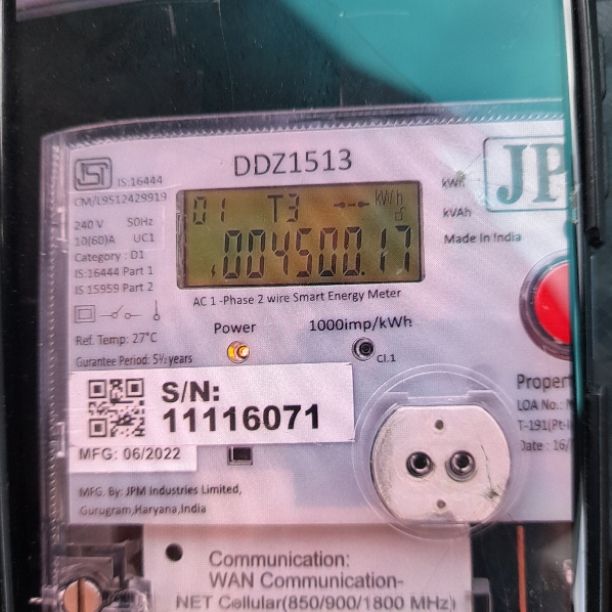 DDZ1513
JP
IS:16444
CM/L9512429919
240 V 50Hz
10(60)A UC1
Category : D1
IS:16444 Part 1
IS 15959 Part 2
Ref. Temp: 27°C
Gurantee Period: 5½ years
01 T3 kWh
004500.17
kWh
kVAh
Made In India
AC 1 -Phase 2 wire Smart Energy Meter
Power
1000imp/kWh
Cl.1
S/N:
11116071
MFG: 06/2022
MFG. By: JPM Industries Limited,
Gurugram,Haryana,India
Propert
LOA No.:
T-191(Pt-
Date : 16/
Communication:
WAN Communication-
NET Cellular(850/900/1800 MHz)